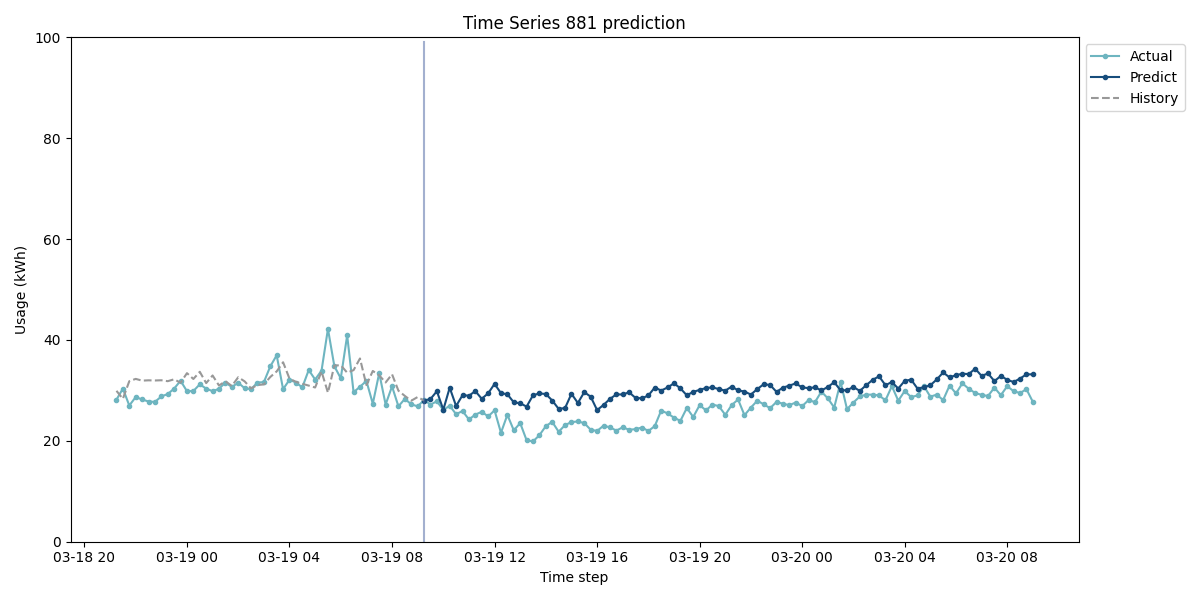 Time Series 881 prediction
Usage (kWh)
100
80
60
40
20
0
03-18 20
03-19 00
03-19 04
03-19 08
03-19 12
03-19 16
03-19 20
03-20 00
03-20 04
03-20 08
Time step
Actual
Predict
History